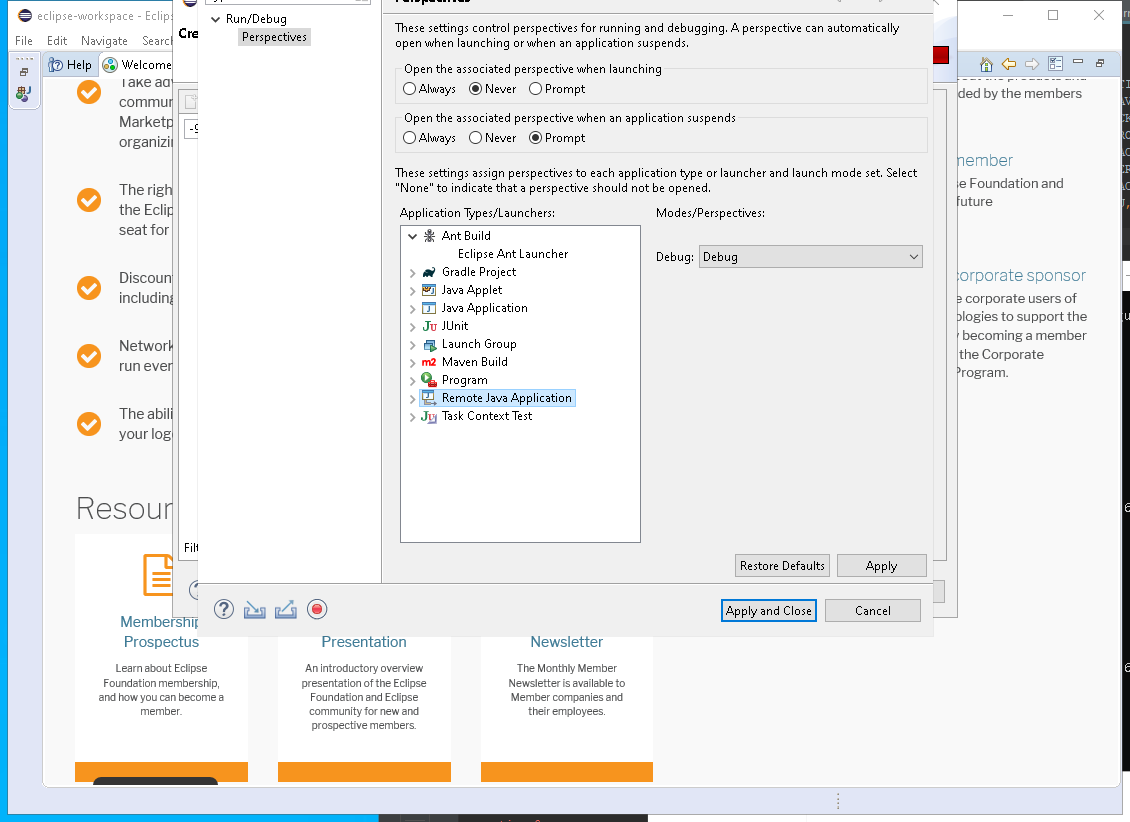 eclipse-workspace - Eclips
File Edit Navigate Search
Help
Welcome
Take adv
commun
Marketp
organizin
The righ
the Eclip
seat for
Discoun
including
Network
run even
The abili
your log
Resour
Cre
Filt
Run/Debug
Perspectives
Perspectives
These settings control perspectives for running and debugging. A perspective can automatically
open when launching or when an application suspends.
Open the associated perspective when launching
Always Never Prompt
Open the associated perspective when an application suspends
Always Never Prompt
These settings assign perspectives to each application type or launcher and launch mode set. Select
"None" to indicate that a perspective should not be opened.
Application Types/Launchers:
Modes/Perspectives:
Ant Build
Eclipse Ant Launcher
Gradle Project
Java Applet
Java Application
JUnit
Launch Group
Maven Build
Program
Remote Java Application
Task Context Test
Debug: Debug
Restore Defaults
Apply
Apply and Close
Cancel
ded by the members
member
se Foundation and
future
corporate sponsor
e corporate users of
ologies to support the
y becoming a member
the Corporate
Program.
Membership
Prospectus
Learn about Eclipse
Foundation membership,
and how you can become a
member.
Presentation
An introductory overview
presentation of the Eclipse
Foundation and Eclipse
community for new and
prospective members.
Newsletter
The Monthly Member
Newsletter is available to
Member companies and
their employees.